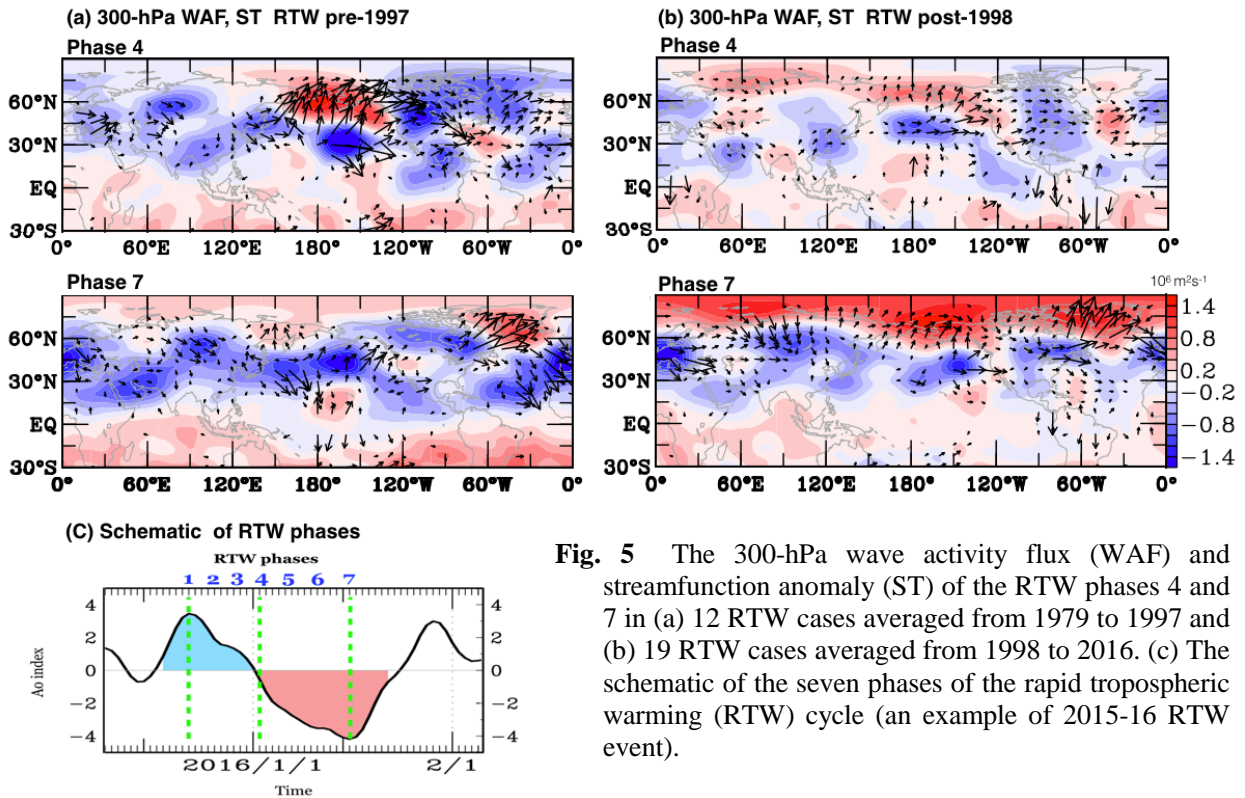 (a) 300-hPa WAF, ST RTW pre-1997
Phase 4
60°N
30°N
EQ
30°S
0° 60°E 120°E 180° 120°W 60°W 0°
Phase 7
60°N
30°N
EQ
30°S
0° 60°E 120°E 180° 120°W 60°W 0°
(b) 300-hPa WAF, ST RTW post-1998
Phase 4
60°N
30°N
EQ
30°S
0° 60°E 120°E 180° 120°W 60°W 0°
Phase 7
60°N
30°N
EQ
30°S
0° 60°E 120°E 180° 120°W 60°W 0°
10⁶ m²s⁻¹
1.4
0.8
0.2
−0.2
−0.8
−1.4
(C) Schematic of RTW phases
RTW phases
1 2 3 4 5 6 7
4 4
2 2
0 0
−2 −2
−4 −4
Ao index
2016/1/1 2/1
Time
Fig. 5 The 300-hPa wave activity flux (WAF) and
streamfunction anomaly (ST) of the RTW phases 4 and
7 in (a) 12 RTW cases averaged from 1979 to 1997 and
(b) 19 RTW cases averaged from 1998 to 2016. (c) The
schematic of the seven phases of the rapid tropospheric
warming (RTW) cycle (an example of 2015-16 RTW
event).